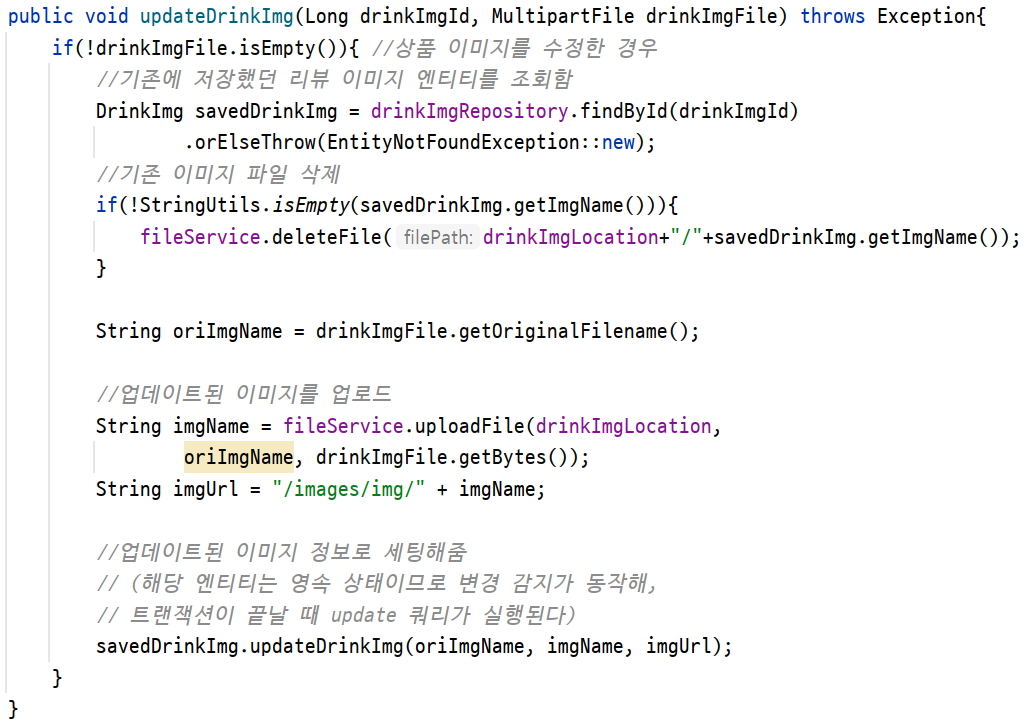 public void updateDrinkImg(Long drinkImgId, MultipartFile drinkImgFile) throws Exception{
if(!drinkImgFile.isEmpty()){ //상품 이미지를 수정한 경우
//기존에 저장했던 리뷰 이미지 엔티티를 조회함
DrinkImg savedDrinkImg = drinkImgRepository.findById(drinkImgId)
.orElseThrow(EntityNotFoundException::new);
//기존 이미지 파일 삭제
if(!StringUtils.isEmpty(savedDrinkImg.getImgName())){
fileService.deleteFile( filePath: drinkImgLocation+"/"+savedDrinkImg.getImgName());
}
String oriImgName = drinkImgFile.getOriginalFilename();
//업데이트된 이미지를 업로드
String imgName = fileService.uploadFile(drinkImgLocation,
oriImgName, drinkImgFile.getBytes());
String imgUrl = "/images/img/" + imgName;
//업데이트된 이미지 정보로 세팅해줌
// (해당 엔티티는 영속 상태이므로 변경 감지가 동작해,
// 트랜잭션이 끝날 때 update 쿼리가 실행된다)
savedDrinkImg.updateDrinkImg(oriImgName, imgName, imgUrl);
}
}